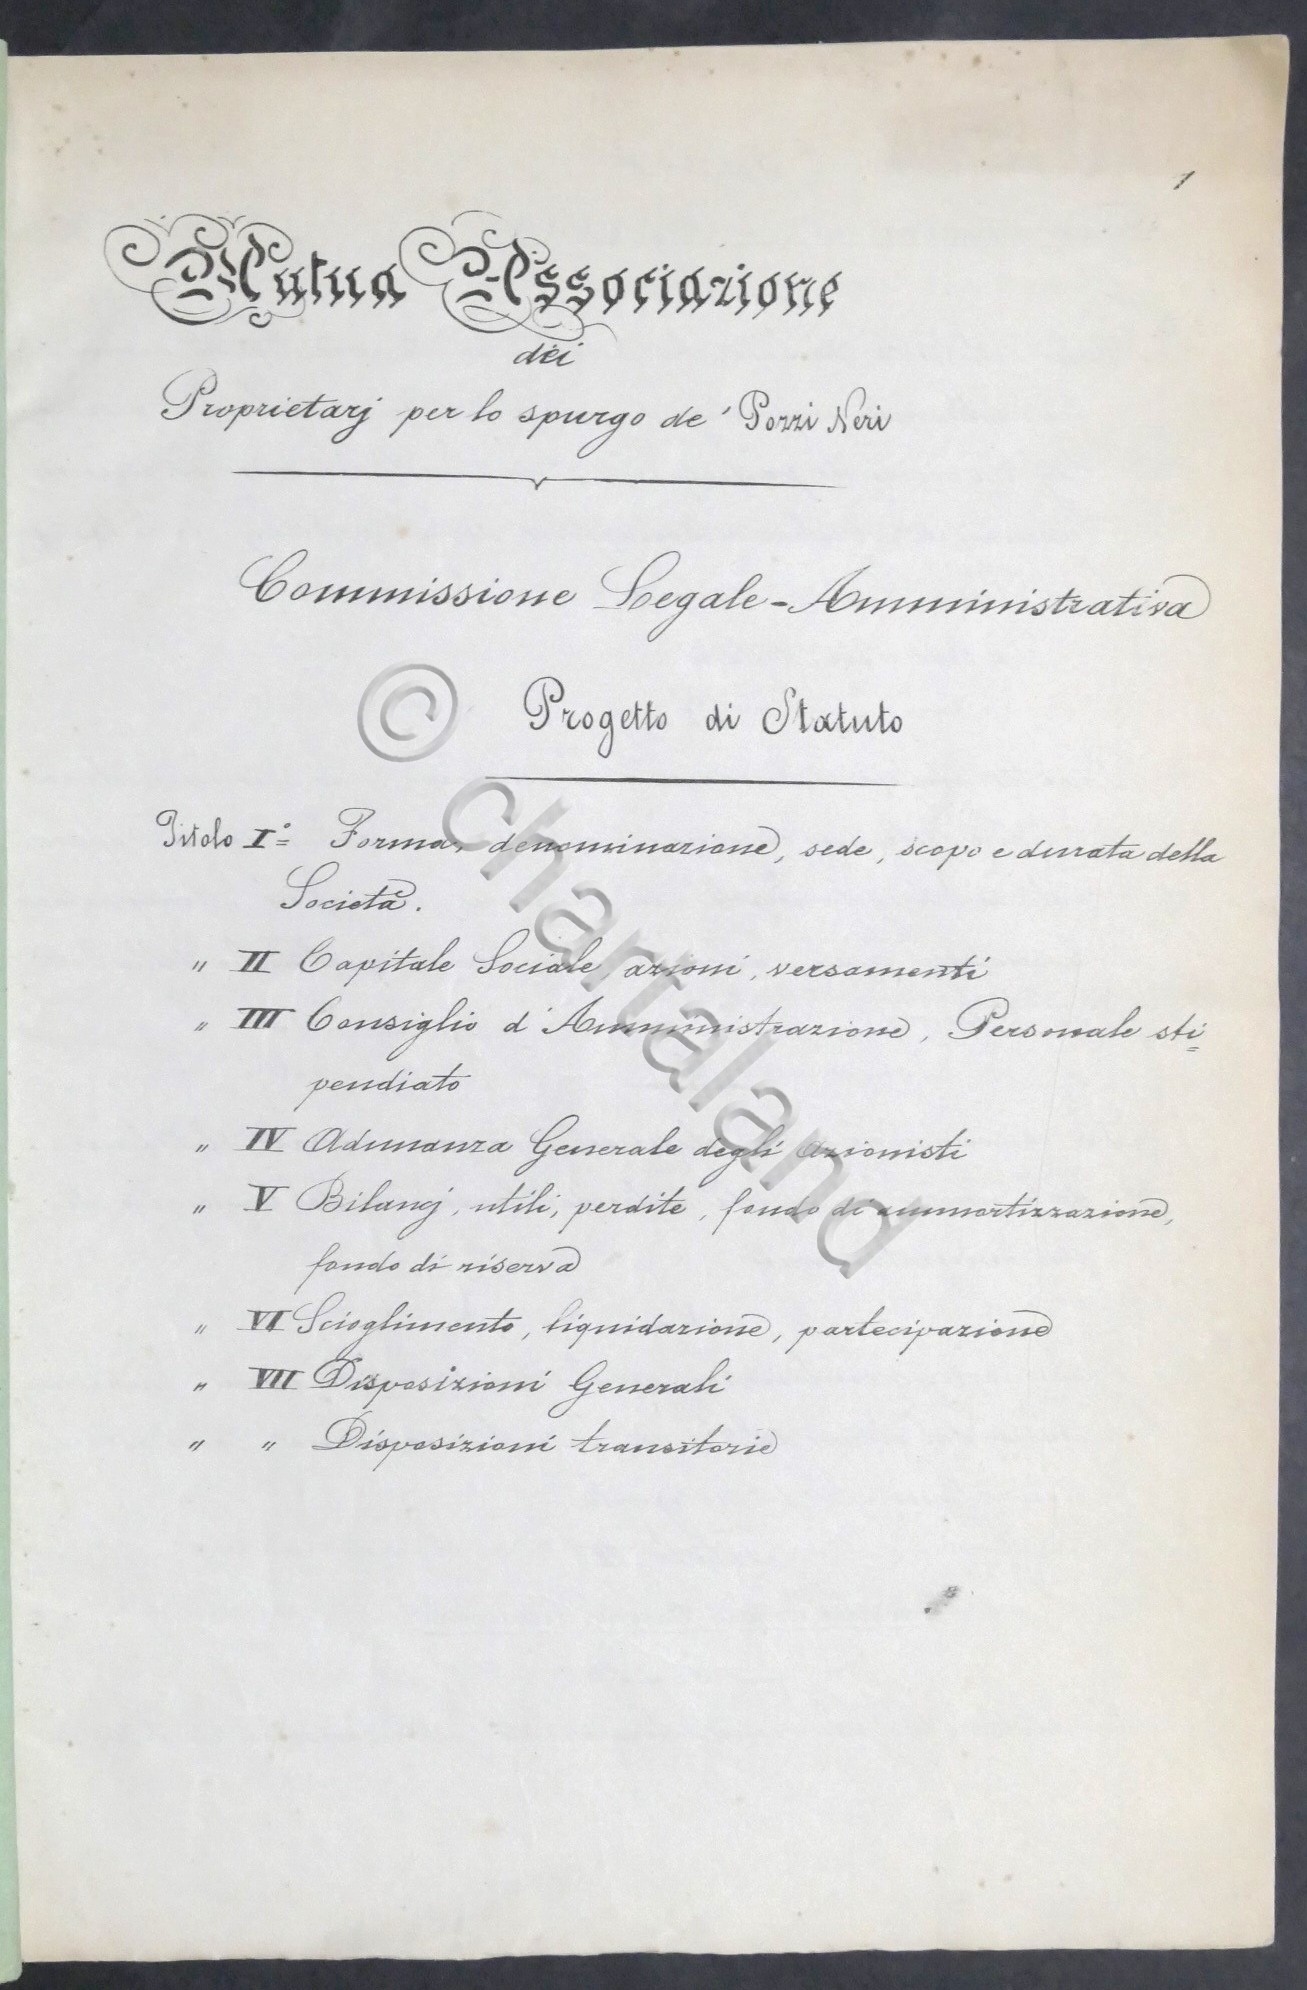 1
Mutua Associazione
dei
Proprietarj per lo spurgo de' Pozzi Neri
Commissione Legale-Amministrativa
Progetto di Statuto
Titolo I° Forma, denominazione, sede, scopo e durata della
Società.
" II Capitale Sociale, azioni, versamenti
" III Consiglio d'Amministrazione, Personale sti=
pendiato
" IV Adunanza Generale degli azionisti
" V Bilancj, utili, perdite, fondo di ammortizzazione,
fondo di riserva
" VI Scioglimento, liquidazione, partecipazione
" VII Disposizioni Generali
" " Disposizioni transitorie
© chartaland